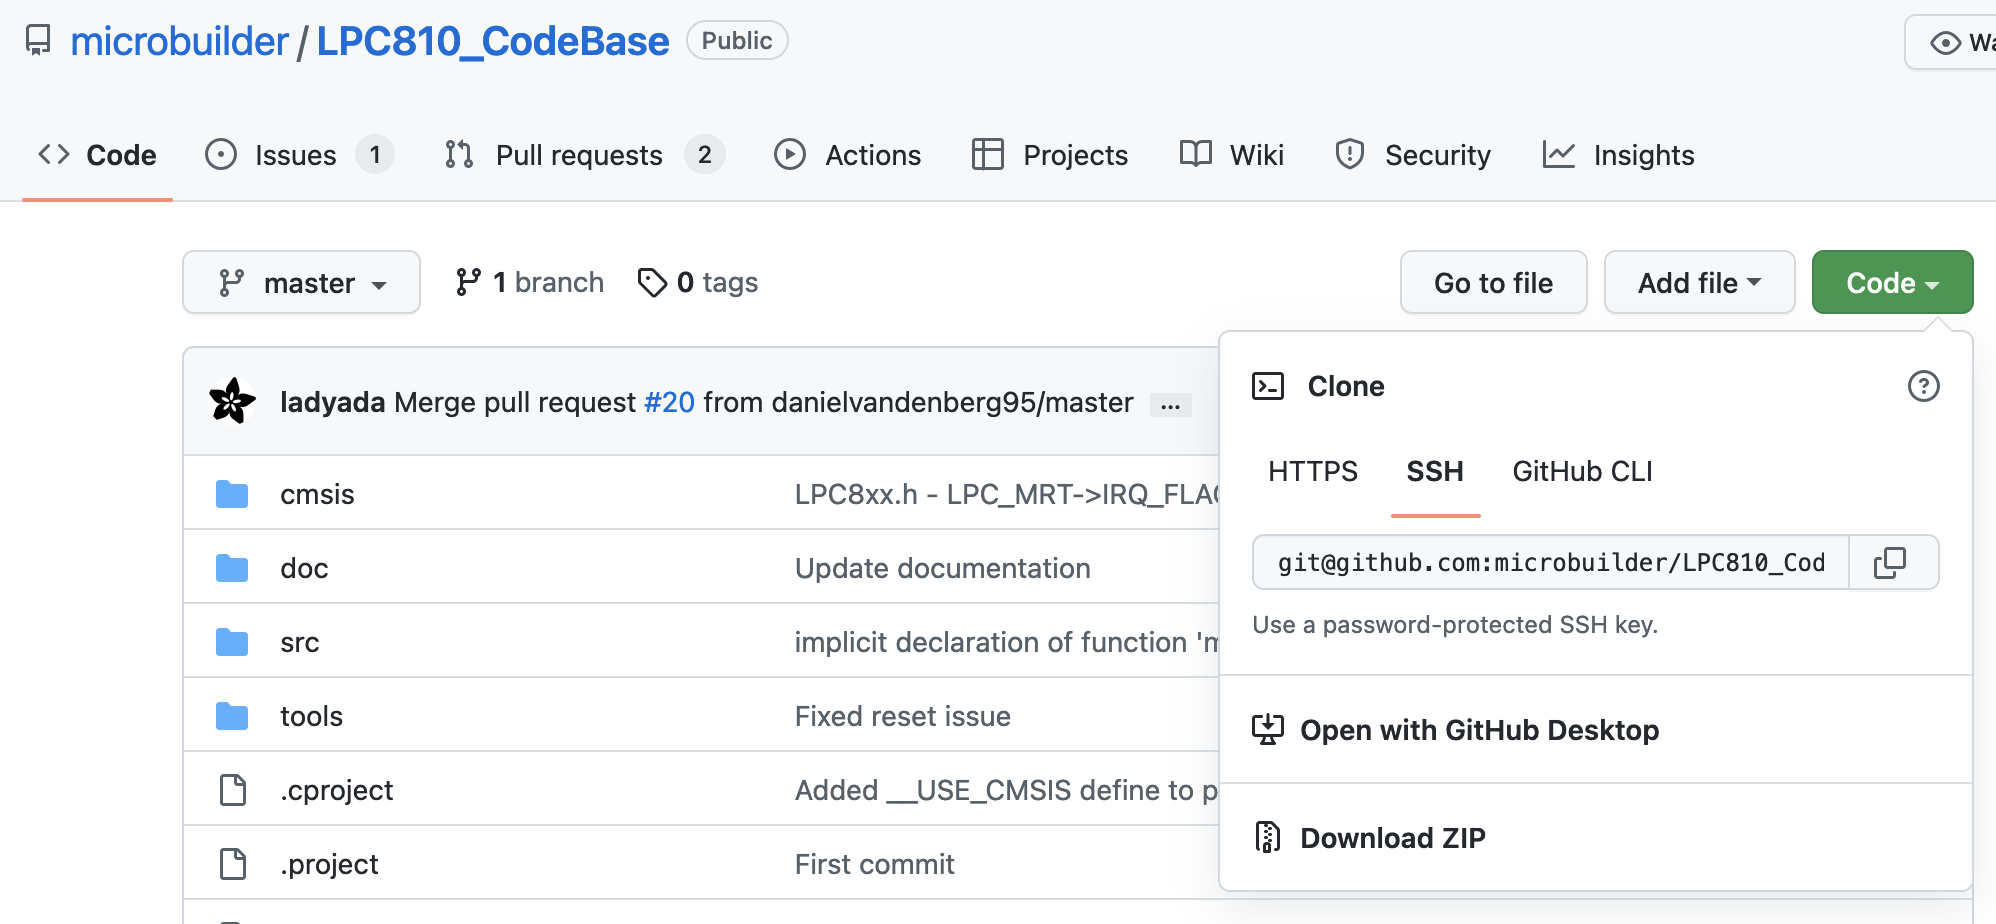 microbuilder / LPC810_CodeBase Public
Wa
Code Issues 1 Pull requests 2 Actions Projects Wiki Security Insights
master 1 branch 0 tags Go to file Add file Code
ladyada Merge pull request #20 from danielvandenberg95/master ...
cmsis LPC8xx.h - LPC_MRT->IRQ_FLAG
doc Update documentation
src implicit declaration of function 'm
tools Fixed reset issue
.cproject Added __USE_CMSIS define to p
.project First commit
Clone
HTTPS SSH GitHub CLI
git@github.com:microbuilder/LPC810_Cod
Use a password-protected SSH key.
Open with GitHub Desktop
Download ZIP